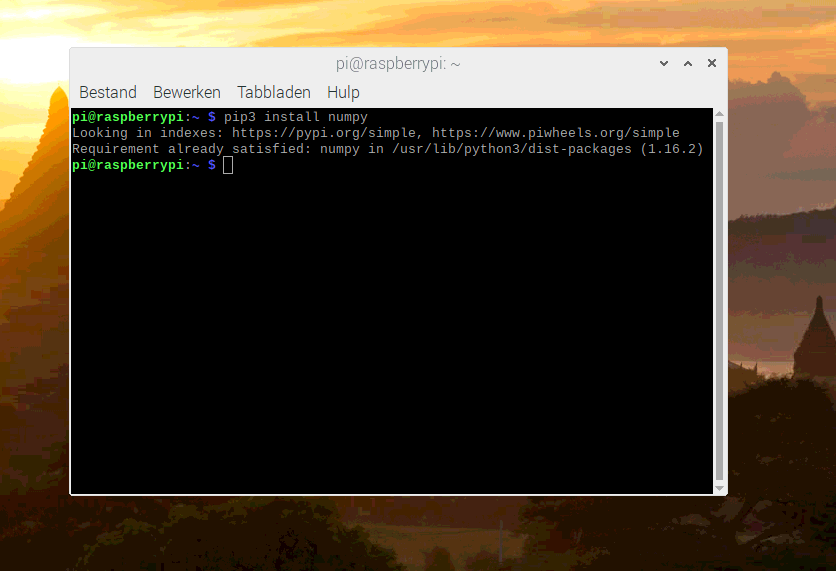 pi@raspberrypi: ~
Bestand Bewerken Tabbladen Hulp
pi@raspberrypi:~ $ pip3 install numpy
Looking in indexes: https://pypi.org/simple, https://www.piwheels.org/simple
Requirement already satisfied: numpy in /usr/lib/python3/dist-packages (1.16.2)
pi@raspberrypi:~ $